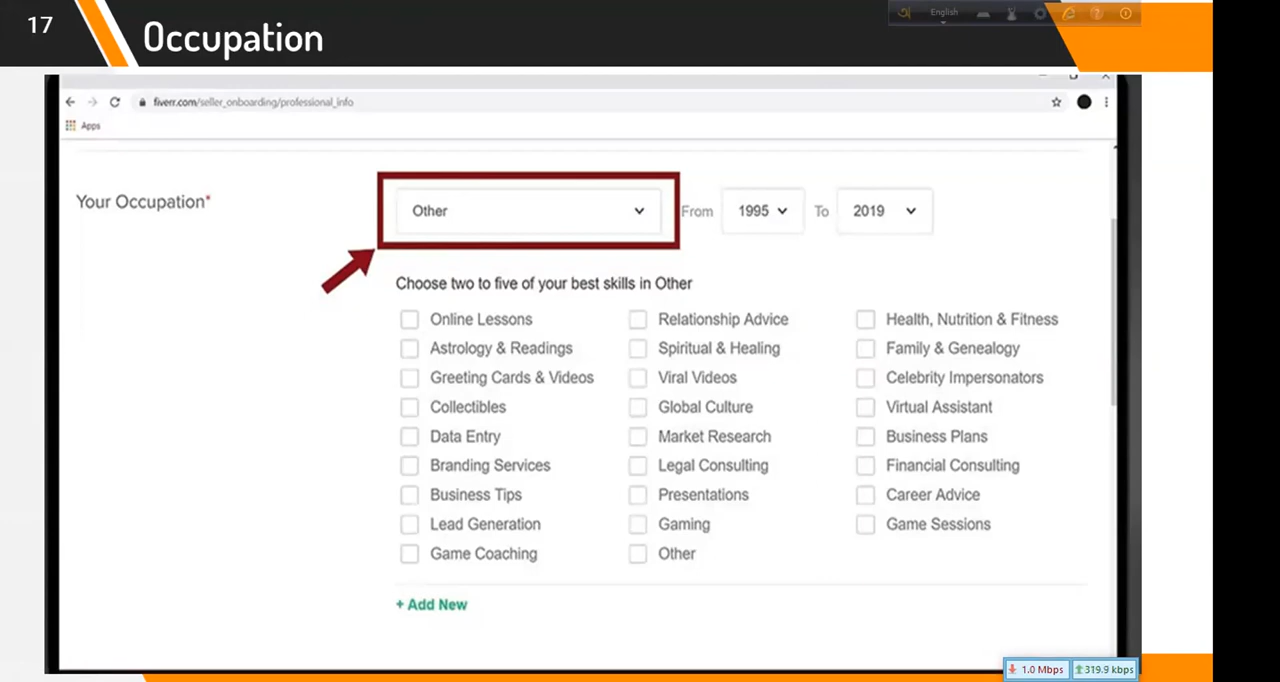 17
Occupation
English
fiverr.com/seller_onboarding/professional_info
Apps
Your Occupation*
Other From 1995 To 2019
Choose two to five of your best skills in Other
Online Lessons Relationship Advice Health, Nutrition & Fitness
Astrology & Readings Spiritual & Healing Family & Genealogy
Greeting Cards & Videos Viral Videos Celebrity Impersonators
Collectibles Global Culture Virtual Assistant
Data Entry Market Research Business Plans
Branding Services Legal Consulting Financial Consulting
Business Tips Presentations Career Advice
Lead Generation Gaming Game Sessions
Game Coaching Other
+ Add New
1.0 Mbps 319.9 kbps